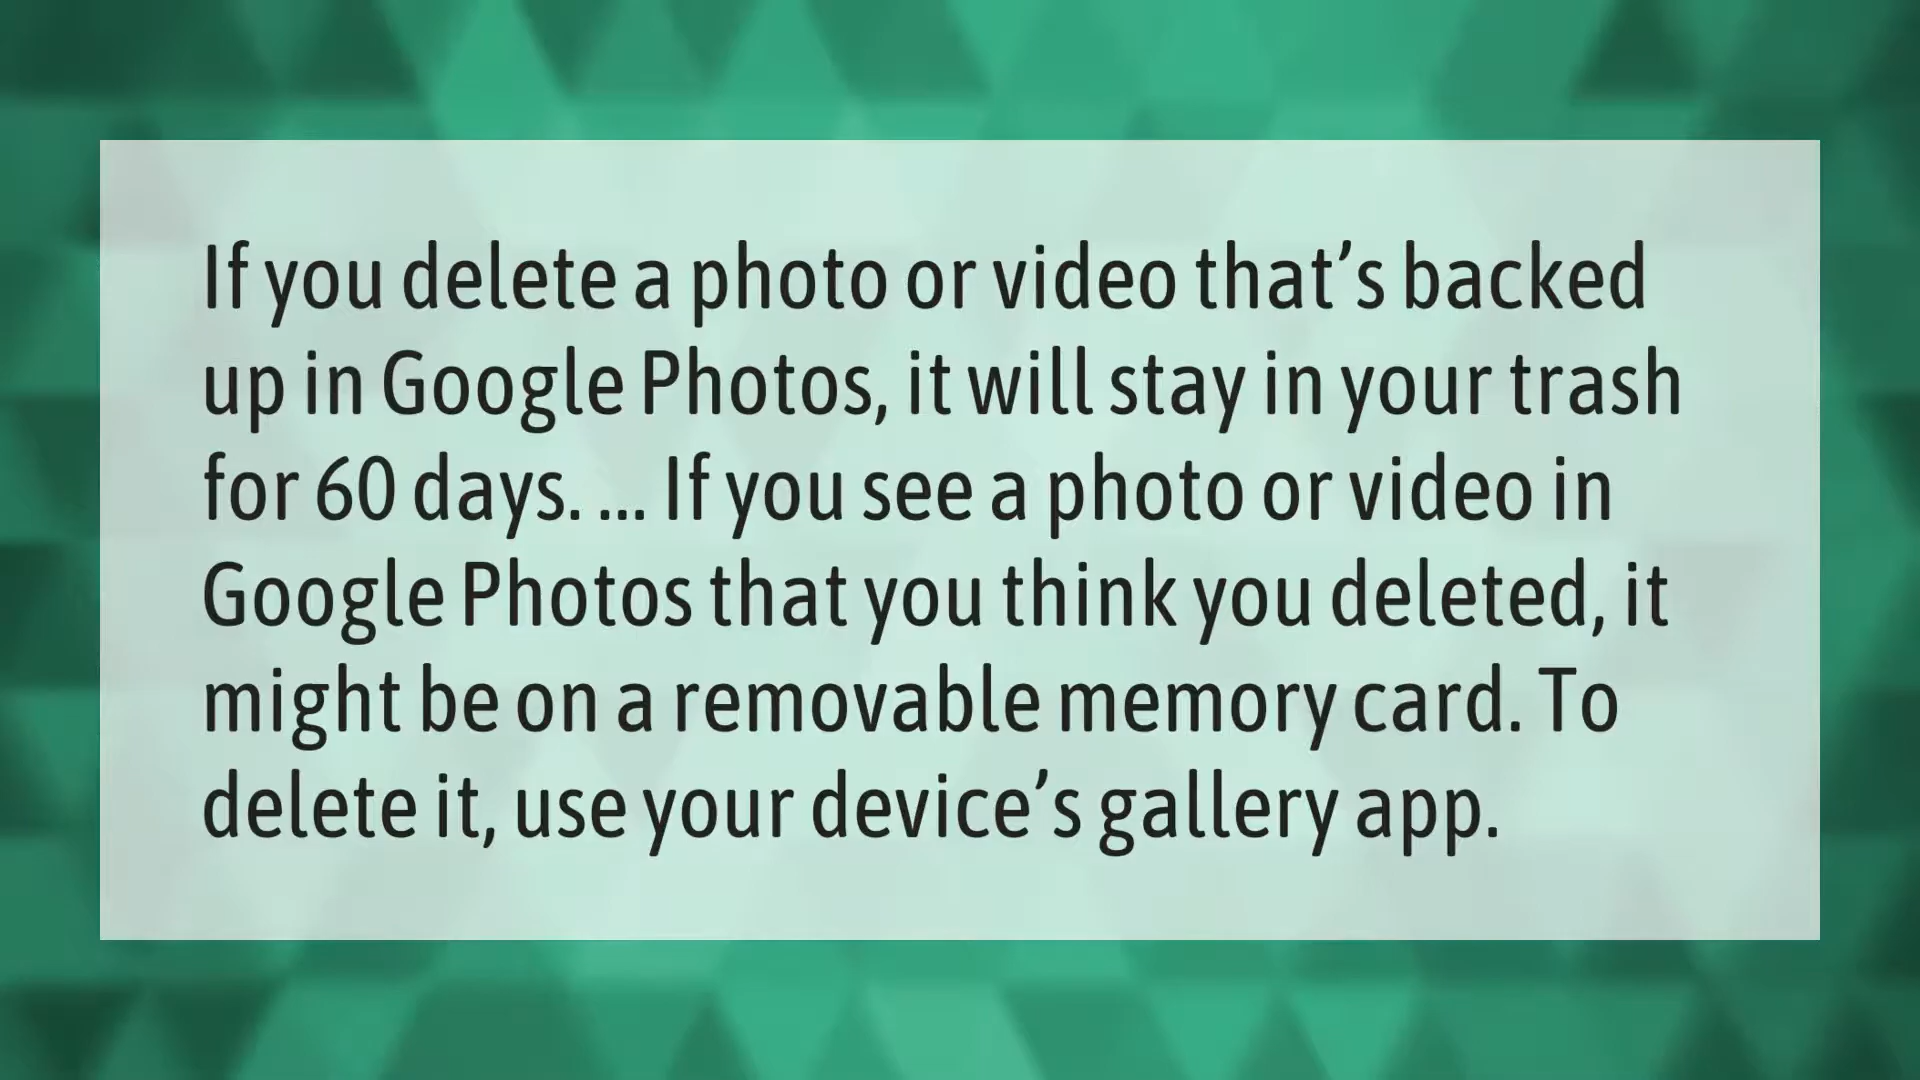 If you delete a photo or video that’s backed
up in Google Photos, it will stay in your trash
for 60 days. ... If you see a photo or video in
Google Photos that you think you deleted, it
might be on a removable memory card. To
delete it, use your device’s gallery app.